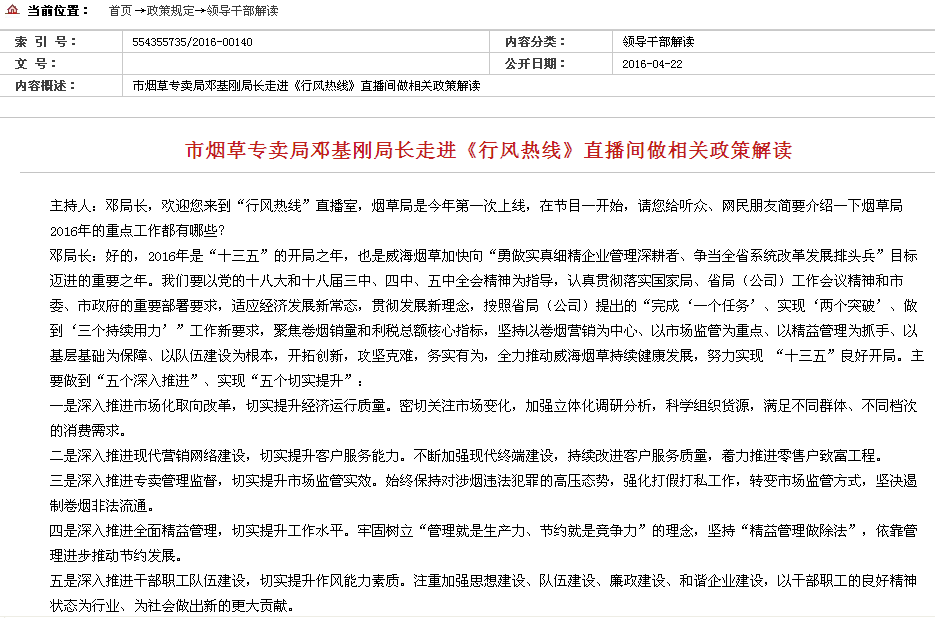 当前位置： 首页→政策规定→领导干部解读
索 引 号： 554355735/2016-00140 内容分类： 领导干部解读
文 号： 公开日期： 2016-04-22
内容概述： 市烟草专卖局邓基刚局长走进《行风热线》直播间做相关政策解读
市烟草专卖局邓基刚局长走进《行风热线》直播间做相关政策解读
主持人：邓局长，欢迎您来到“行风热线”直播室，烟草局是今年第一次上线，在节目一开始，请您给听众、网民朋友简要介绍一下烟草局
2016年的重点工作都有哪些？
邓局长：好的，2016年是“十三五”的开局之年，也是威海烟草加快向“勇做实真细精企业管理深耕者、争当全省系统改革发展排头兵”目标
迈进的重要之年。我们要以党的十八大和十八届三中、四中、五中全会精神为指导，认真贯彻落实国家局、省局（公司）工作会议精神和市
委、市政府的重要部署要求，适应经济发展新常态，贯彻发展新理念，按照省局（公司）提出的“完成‘一个任务’、实现‘两个突破’、做
到‘三个持续用力’”工作新要求，聚焦卷烟销量和利税总额核心指标，坚持以卷烟营销为中心、以市场监管为重点、以精益管理为抓手、以
基层基础为保障、以队伍建设为根本，开拓创新，攻坚克难，务实有为，全力推动威海烟草持续健康发展，努力实现 “十三五”良好开局。主
要做到“五个深入推进”、实现“五个切实提升”：
一是深入推进市场化取向改革，切实提升经济运行质量。密切关注市场变化，加强立体化调研分析，科学组织货源，满足不同群体、不同档次
的消费需求。
二是深入推进现代营销网络建设，切实提升客户服务能力。不断加强现代终端建设，持续改进客户服务质量，着力推进零售户致富工程。
三是深入推进专卖管理监督，切实提升市场监管实效。始终保持对涉烟违法犯罪的高压态势，强化打假打私工作，转变市场监管方式，坚决遏
制卷烟非法流通。
四是深入推进全面精益管理，切实提升工作水平。牢固树立“管理就是生产力、节约就是竞争力”的理念，坚持“精益管理做除法”，依靠管
理进步推动节约发展。
五是深入推进干部职工队伍建设，切实提升作风能力素质。注重加强思想建设、队伍建设、廉政建设、和谐企业建设，以干部职工的良好精神
状态为行业、为社会做出新的更大贡献。